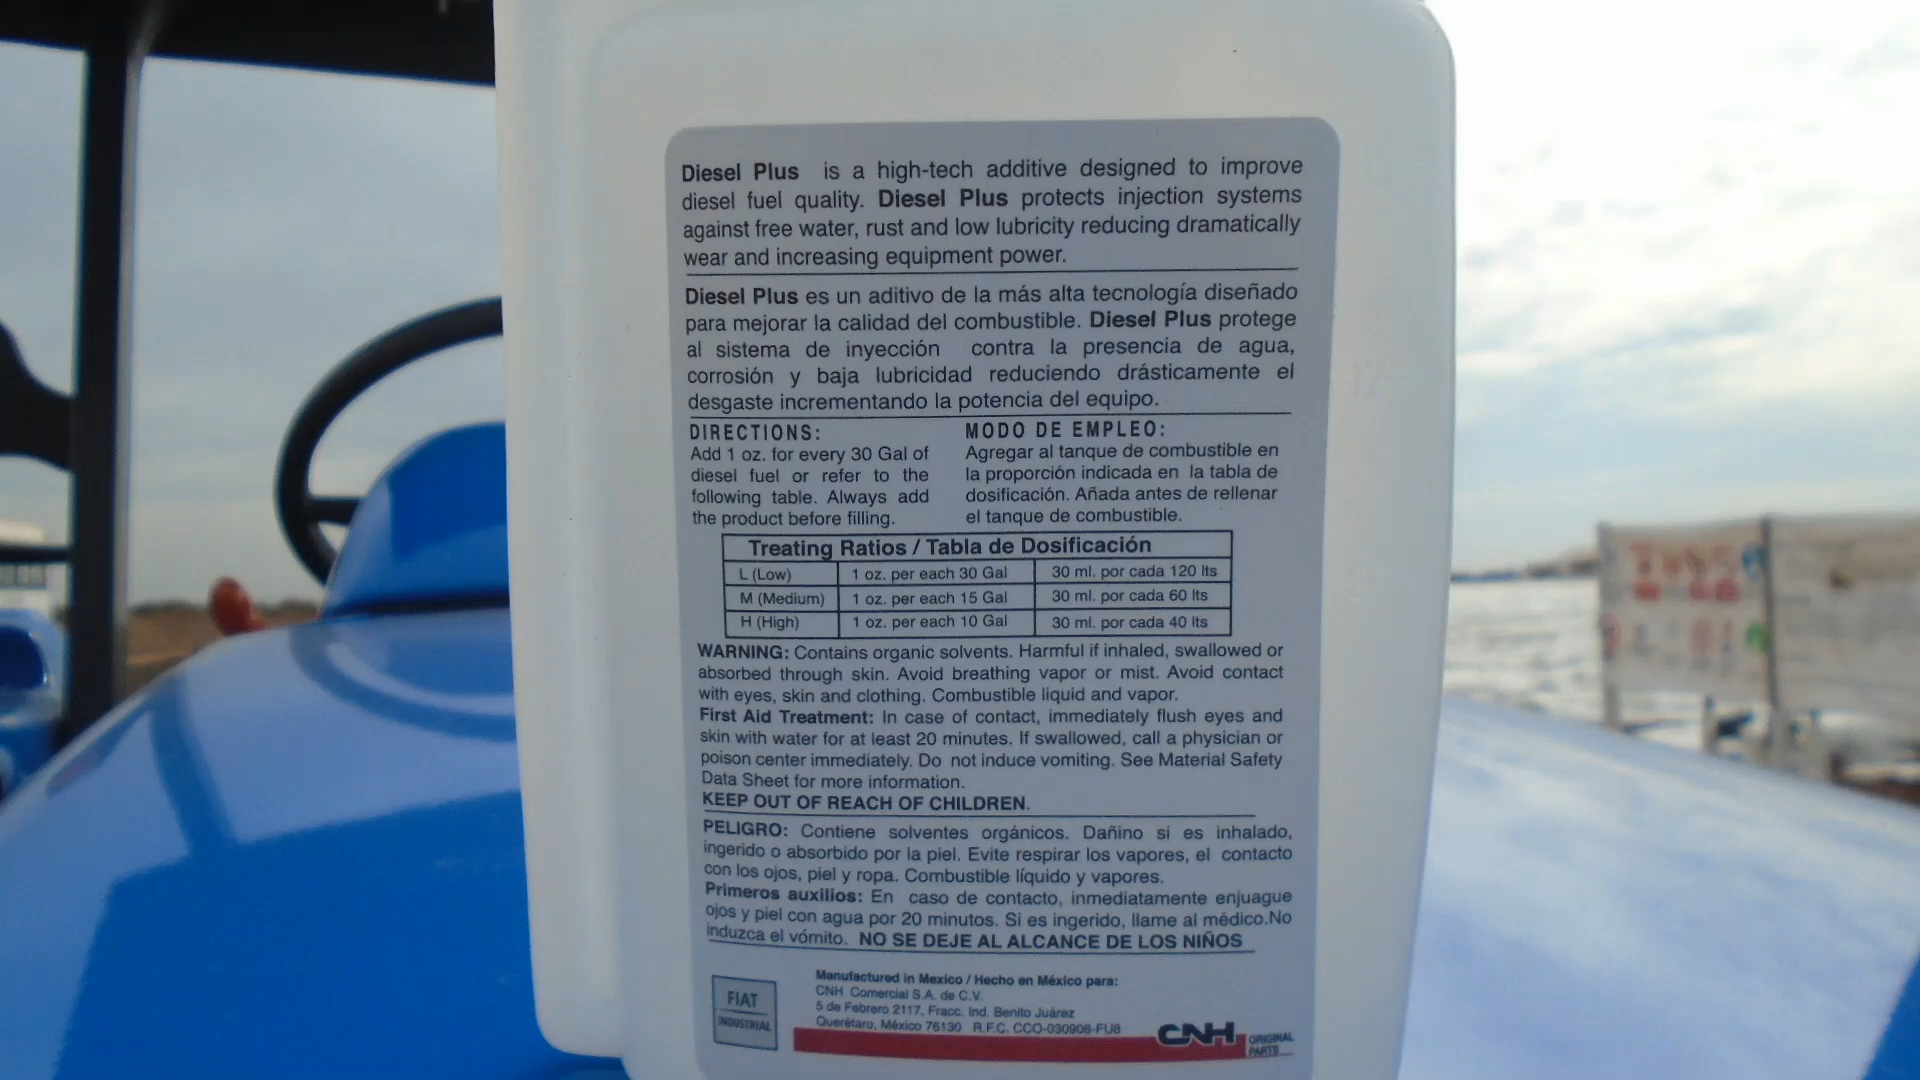 Diesel Plus is a high-tech additive designed to improve
diesel fuel quality. Diesel Plus protects injection systems
against free water, rust and low lubricity reducing dramatically
wear and increasing equipment power.
Diesel Plus es un aditivo de la más alta tecnología diseñado
para mejorar la calidad del combustible. Diesel Plus protege
al sistema de inyección contra la presencia de agua,
corrosión y baja lubricidad reduciendo drásticamente el
desgaste incrementando la potencia del equipo.
DIRECTIONS:
Add 1 oz. for every 30 Gal of
diesel fuel or refer to the
following table. Always add
the product before filling.
MODO DE EMPLEO:
Agregar al tanque de combustible en
la proporción indicada en la tabla de
dosificación. Añada antes de rellenar
el tanque de combustible.
Treating Ratios / Tabla de Dosificación
L (Low) 1 oz. per each 30 Gal 30 ml. por cada 120 lts
M (Medium) 1 oz. per each 15 Gal 30 ml. por cada 60 lts
H (High) 1 oz. per each 10 Gal 30 ml. por cada 40 lts
WARNING: Contains organic solvents. Harmful if inhaled, swallowed or
absorbed through skin. Avoid breathing vapor or mist. Avoid contact
with eyes, skin and clothing. Combustible liquid and vapor.
First Aid Treatment: In case of contact, immediately flush eyes and
skin with water for at least 20 minutes. If swallowed, call a physician or
poison center immediately. Do not induce vomiting. See Material Safety
Data Sheet for more information.
KEEP OUT OF REACH OF CHILDREN.
PELIGRO: Contiene solventes orgánicos. Dañino si es inhalado,
ingerido o absorbido por la piel. Evite respirar los vapores, el contacto
con los ojos, piel y ropa. Combustible líquido y vapores.
Primeros auxilios: En caso de contacto, inmediatamente enjuague
ojos y piel con agua por 20 minutos. Si es ingerido, llame al médico.No
induzca el vómito. NO SE DEJE AL ALCANCE DE LOS NIÑOS
FIAT
INDUSTRIAL
Manufactured in Mexico / Hecho en México para:
CNH Comercial S.A. de C.V.
5 de Febrero 2117, Fracc. Ind. Benito Juárez
Querétaro, México 76130 R.F.C. CCO-030908-FU8
CNH ORIGINAL
PARTS